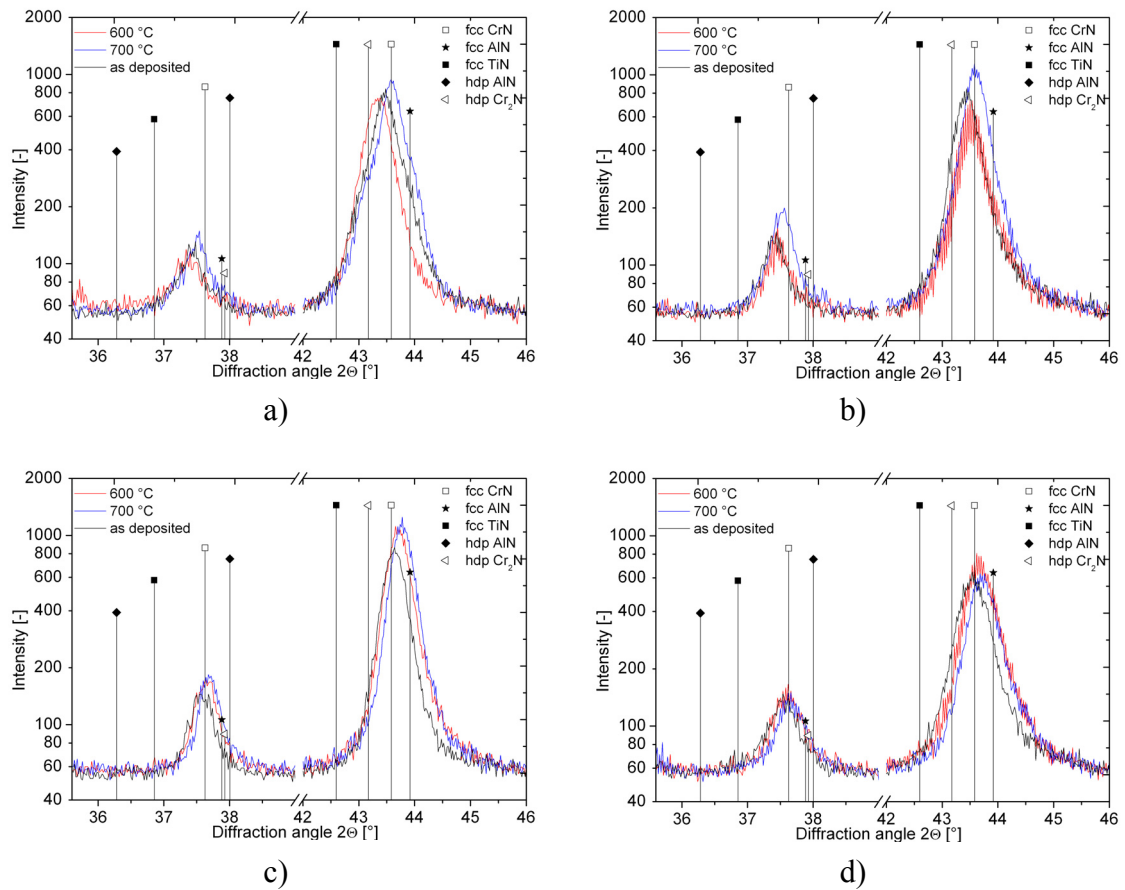 2000
1000
800
600
400
200
100
80
60
40
Intensity [-]
600 °C
700 °C
as deposited
fcc CrN
fcc AlN
fcc TiN
hdp AlN
hdp Cr₂N
36 37 38 42 43 44 45 46
Diffraction angle 2Θ [°]
a)
2000
1000
800
600
400
200
100
80
60
40
Intensity [-]
600 °C
700 °C
as deposited
fcc CrN
fcc AlN
fcc TiN
hdp AlN
hdp Cr₂N
36 37 38 42 43 44 45 46
Diffraction angle 2Θ [°]
b)
2000
1000
800
600
400
200
100
80
60
40
Intensity [-]
600 °C
700 °C
as deposited
fcc CrN
fcc AlN
fcc TiN
hdp AlN
hdp Cr₂N
36 37 38 42 43 44 45 46
Diffraction angle 2Θ [°]
c)
2000
1000
800
600
400
200
100
80
60
40
Intensity [-]
600 °C
700 °C
as deposited
fcc CrN
fcc AlN
fcc TiN
hdp AlN
hdp Cr₂N
36 37 38 42 43 44 45 46
Diffraction angle 2Θ [°]
d)